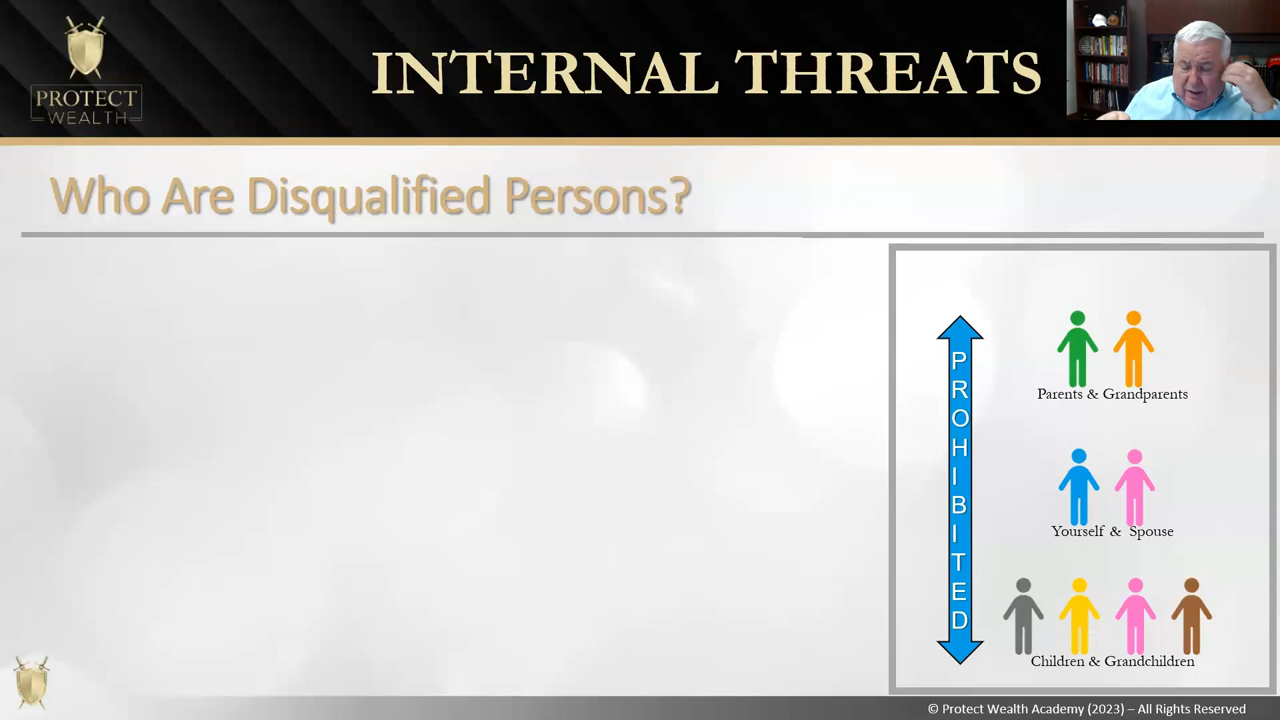 PROTECT
WEALTH
INTERNAL THREATS
Who Are Disqualified Persons?
PROHIBITED
Parents & Grandparents
Yourself & Spouse
Children & Grandchildren
© Protect Wealth Academy (2023) – All Rights Reserved